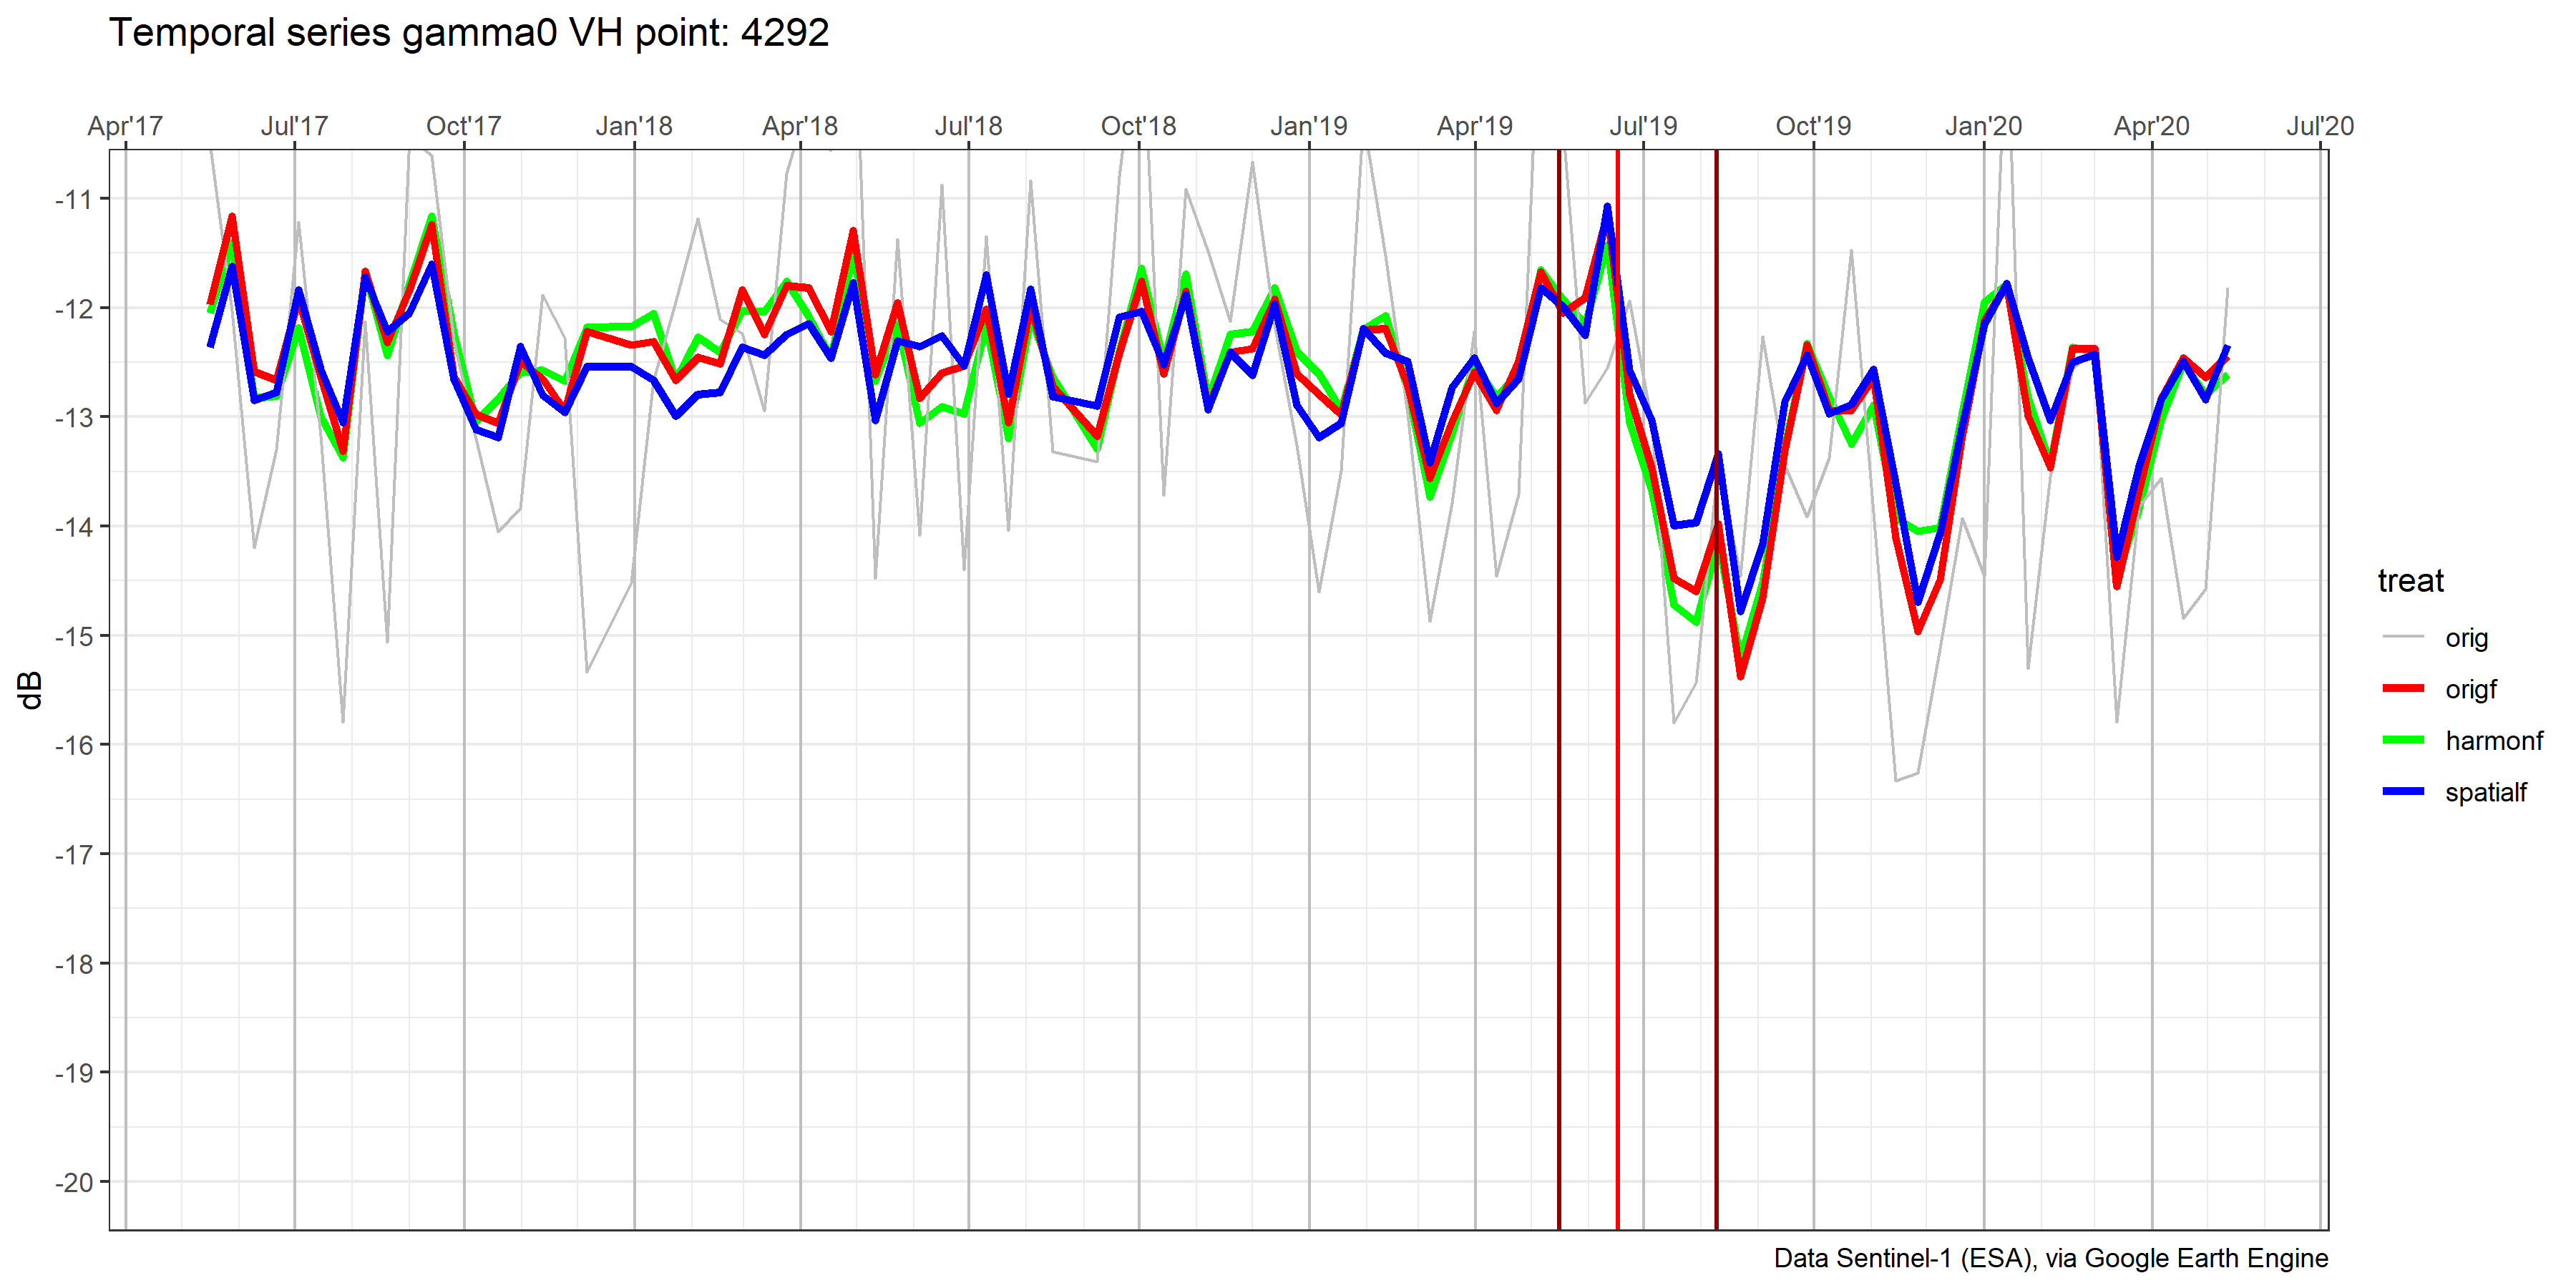 Temporal series gamma0 VH point: 4292
Apr'17 Jul'17 Oct'17 Jan'18 Apr'18 Jul'18 Oct'18 Jan'19 Apr'19 Jul'19 Oct'19 Jan'20 Apr'20 Jul'20
-11
-12
-13
-14
-15
-16
-17
-18
-19
-20
dB
treat
orig
origf
harmonf
spatialf
Data Sentinel-1 (ESA), via Google Earth Engine